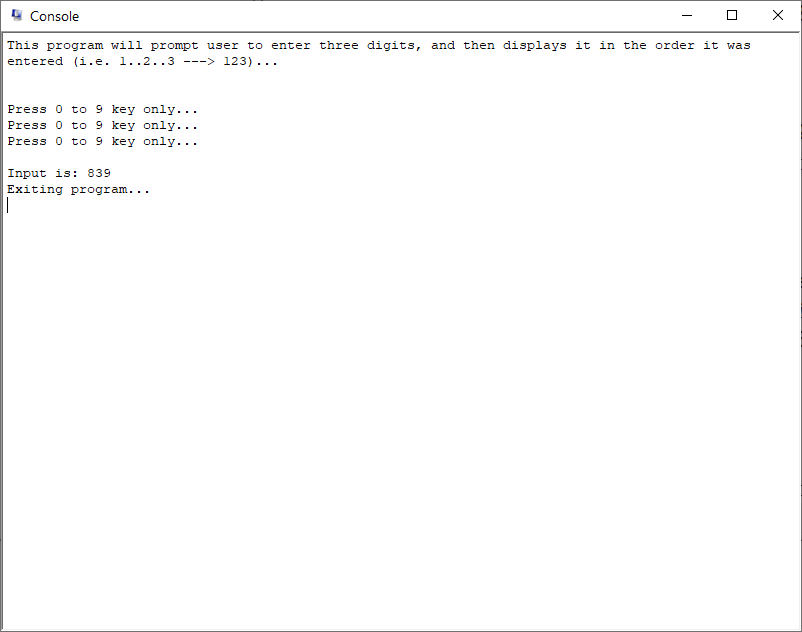 Console
This program will prompt user to enter three digits, and then displays it in the order it was
entered (i.e. 1..2..3 ---> 123)...
Press 0 to 9 key only...
Press 0 to 9 key only...
Press 0 to 9 key only...
Input is: 839
Exiting program...